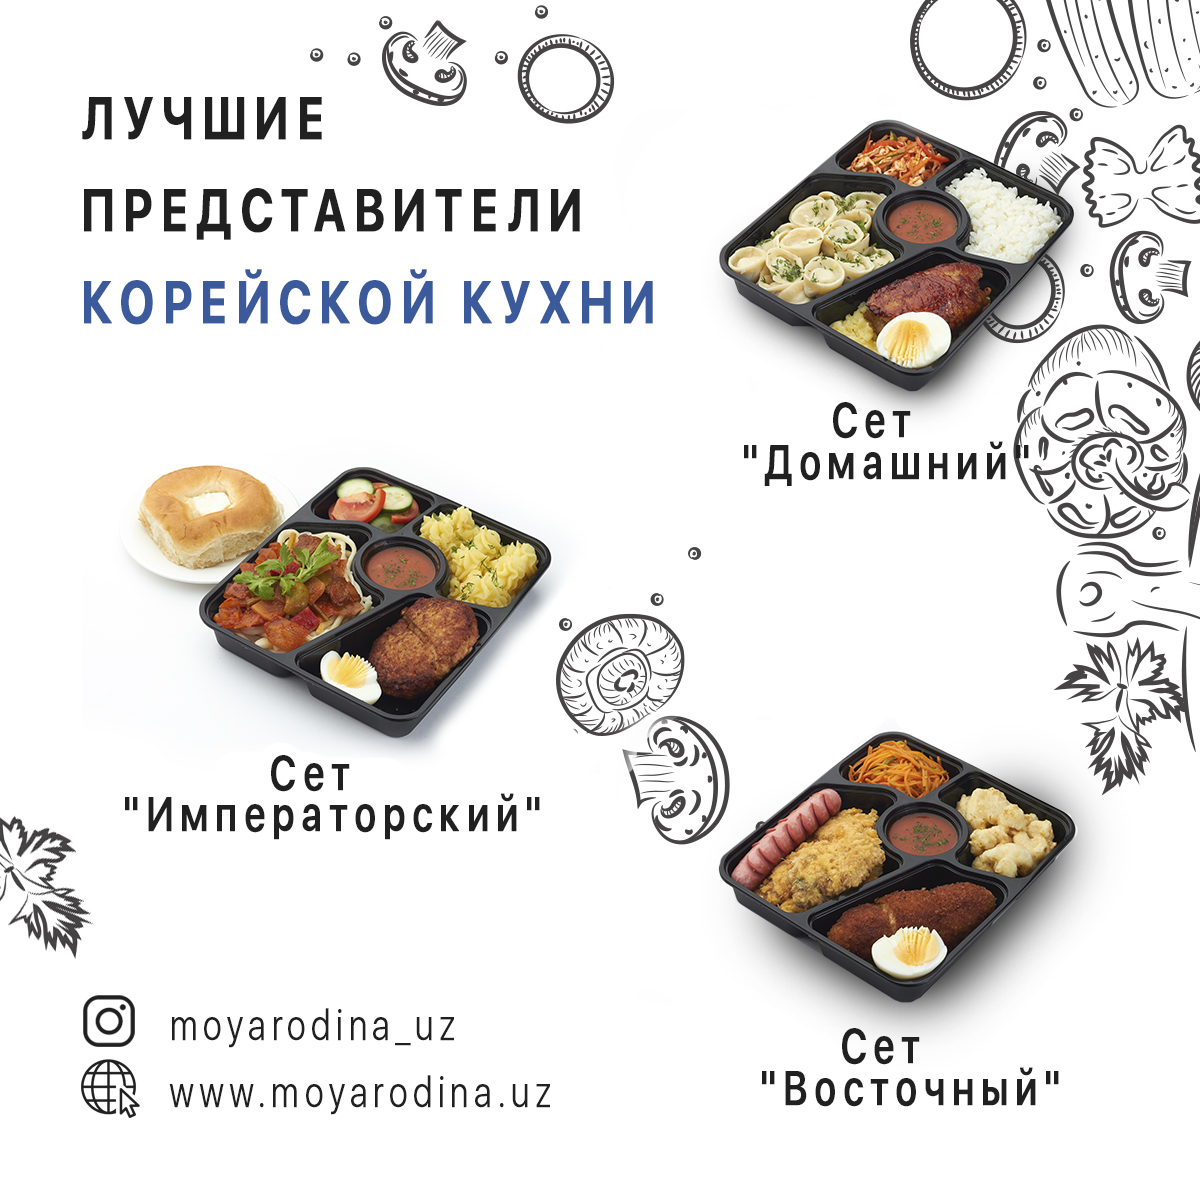 ЛУЧШИЕ
ПРЕДСТАВИТЕЛИ
КОРЕЙСКОЙ КУХНИ
Сет
"Домашний"
Сет
"Императорский"
Сет
"Восточный"
moyarodina_uz
www.moyarodina.uz